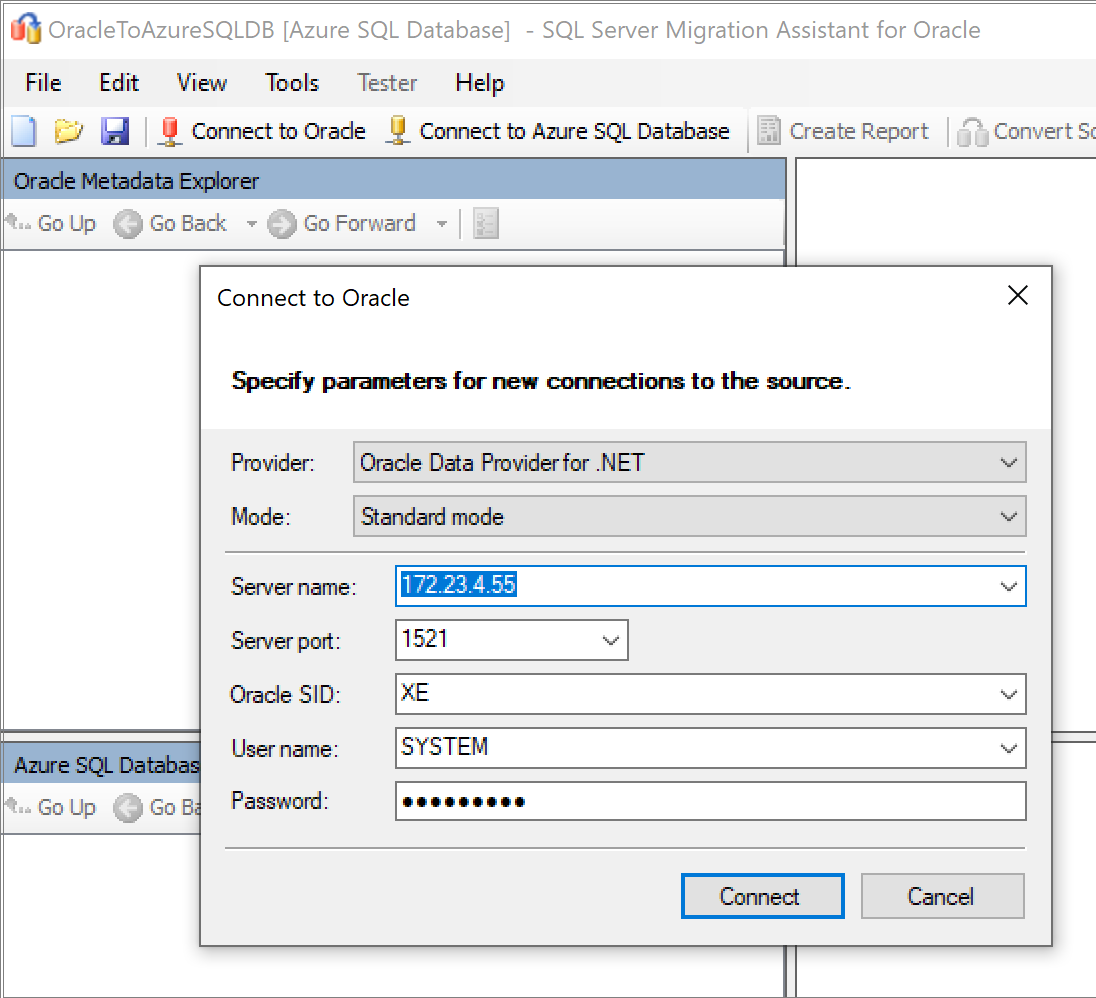 OracleToAzureSQLDB [Azure SQL Database] - SQL Server Migration Assistant for Oracle
File Edit View Tools Tester Help
Connect to Oracle Connect to Azure SQL Database Create Report Convert Sc
Oracle Metadata Explorer
Go Up Go Back Go Forward
Connect to Oracle
Specify parameters for new connections to the source.
Provider: Oracle Data Provider for .NET
Mode: Standard mode
Server name: 172.23.4.55
Server port: 1521
Oracle SID: XE
User name: SYSTEM
Azure SQL Databas
Go Up Go Ba
Password: ●●●●●●●●●
Connect Cancel